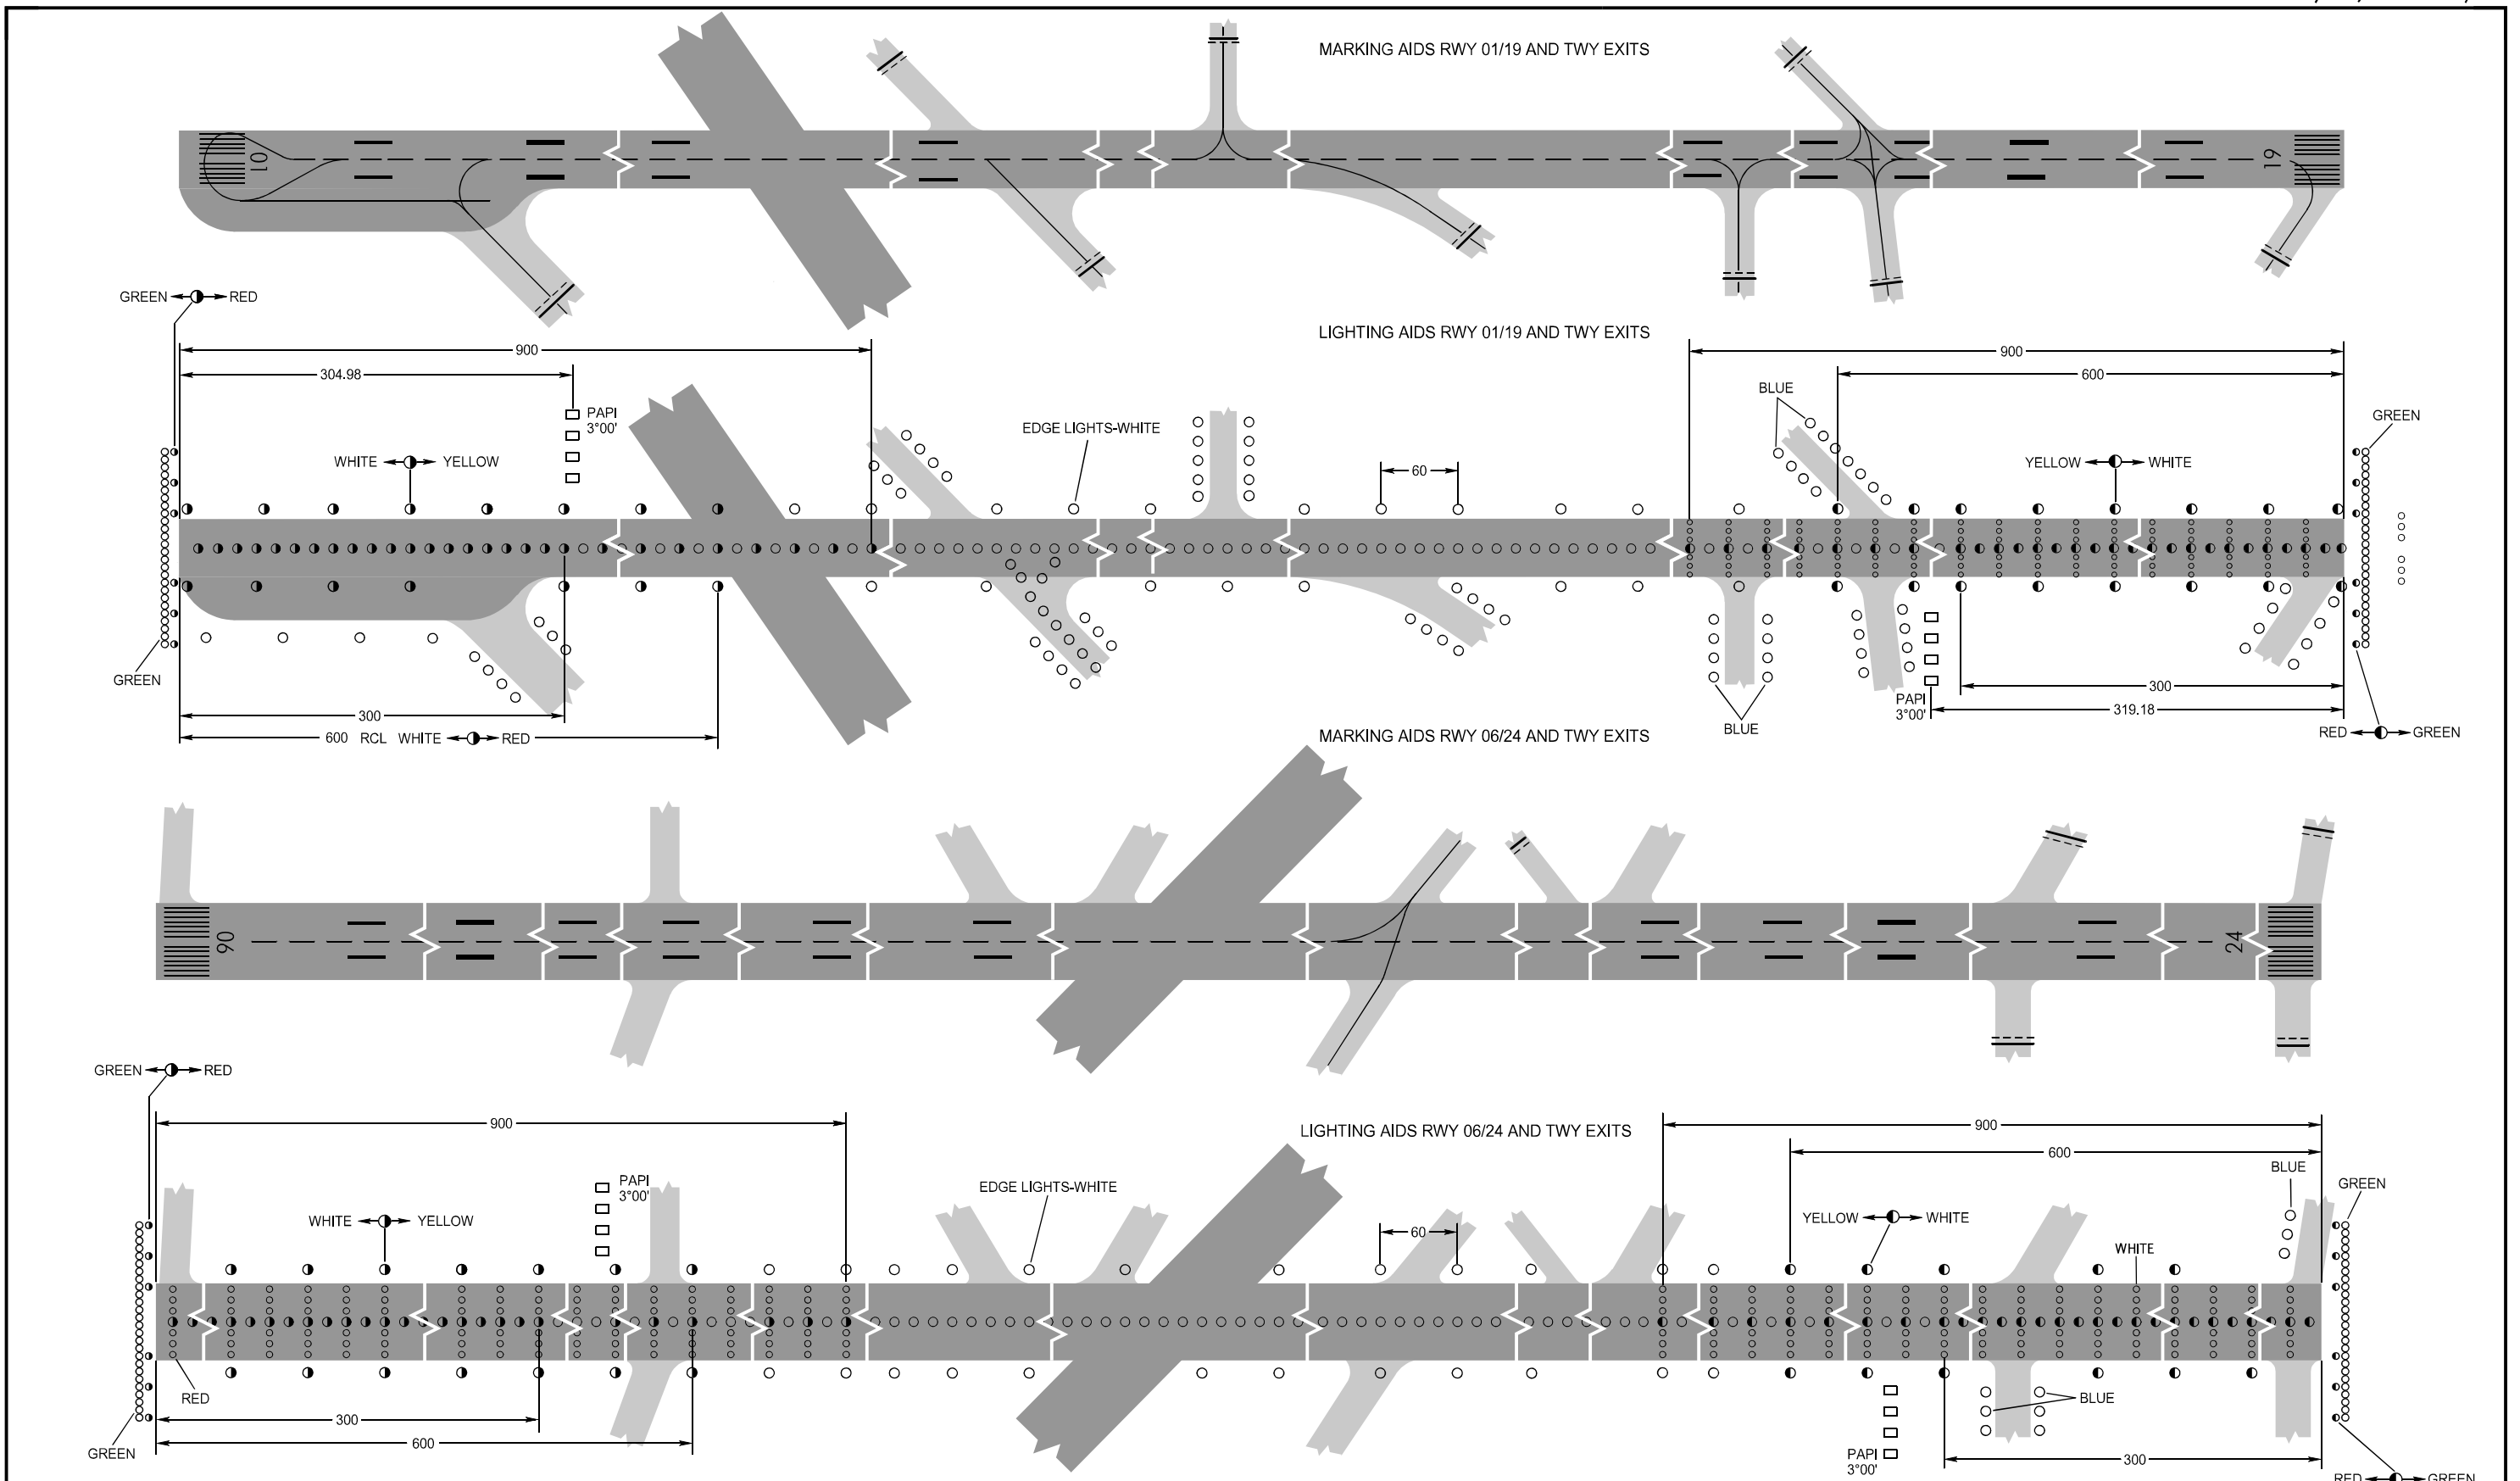 MARKING AIDS RWY 01/19 AND TWY EXITS
01
19
GREEN RED
LIGHTING AIDS RWY 01/19 AND TWY EXITS
900
900
304.98
600
BLUE
PAPI
3°00'
GREEN
EDGE LIGHTS-WHITE
WHITE YELLOW
60
YELLOW WHITE
GREEN
300
300
PAPI
3°00'
319.18
BLUE
600 RCL WHITE RED
RED GREEN
MARKING AIDS RWY 06/24 AND TWY EXITS
06
24
GREEN RED
900
LIGHTING AIDS RWY 06/24 AND TWY EXITS
900
600
BLUE
PAPI
3°00'
EDGE LIGHTS-WHITE
GREEN
WHITE YELLOW
60
YELLOW WHITE
WHITE
RED
BLUE
300
600
GREEN
PAPI
3°00'
300
RED GREEN